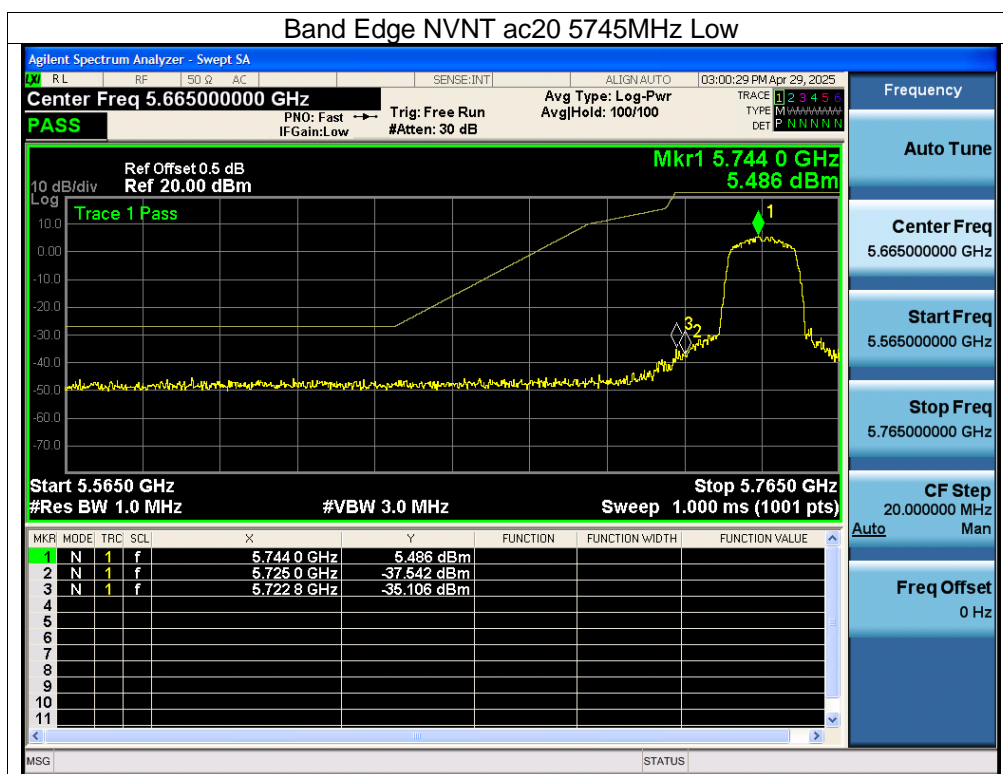 Band Edge NVNT ac20 5745MHz Low
Agilent Spectrum Analyzer - Swept SA
LXI RL RF 50 Ω AC SENSE:INT ALIGN AUTO 03:00:29 PM Apr 29, 2025
Center Freq 5.665000000 GHz Avg Type: Log-Pwr TRACE 1 2 3 4 5 6
PNO: Fast Trig: Free Run Avg|Hold: 100/100 TYPE M WWWWW
PASS IFGain:Low #Atten: 30 dB DET P N N N N N
Mkr1 5.744 0 GHz
Ref Offset 0.5 dB
10 dB/div Ref 20.00 dBm 5.486 dBm
Log
Trace 1 Pass
1
10.0
0.00
-10.0
-20.0
3 2
-30.0
-40.0
-50.0
-60.0
-70.0
Start 5.5650 GHz Stop 5.7650 GHz
#Res BW 1.0 MHz #VBW 3.0 MHz Sweep 1.000 ms (1001 pts)
MKR MODE TRC SCL X Y FUNCTION FUNCTION WIDTH FUNCTION VALUE
1 N 1 f 5.744 0 GHz 5.486 dBm
2 N 1 f 5.725 0 GHz -37.542 dBm
3 N 1 f 5.722 8 GHz -35.106 dBm
4
5
6
7
8
9
10
11
MSG STATUS
Frequency
Auto Tune
Center Freq
5.665000000 GHz
Start Freq
5.565000000 GHz
Stop Freq
5.765000000 GHz
CF Step
20.000000 MHz
Auto Man
Freq Offset
0 Hz